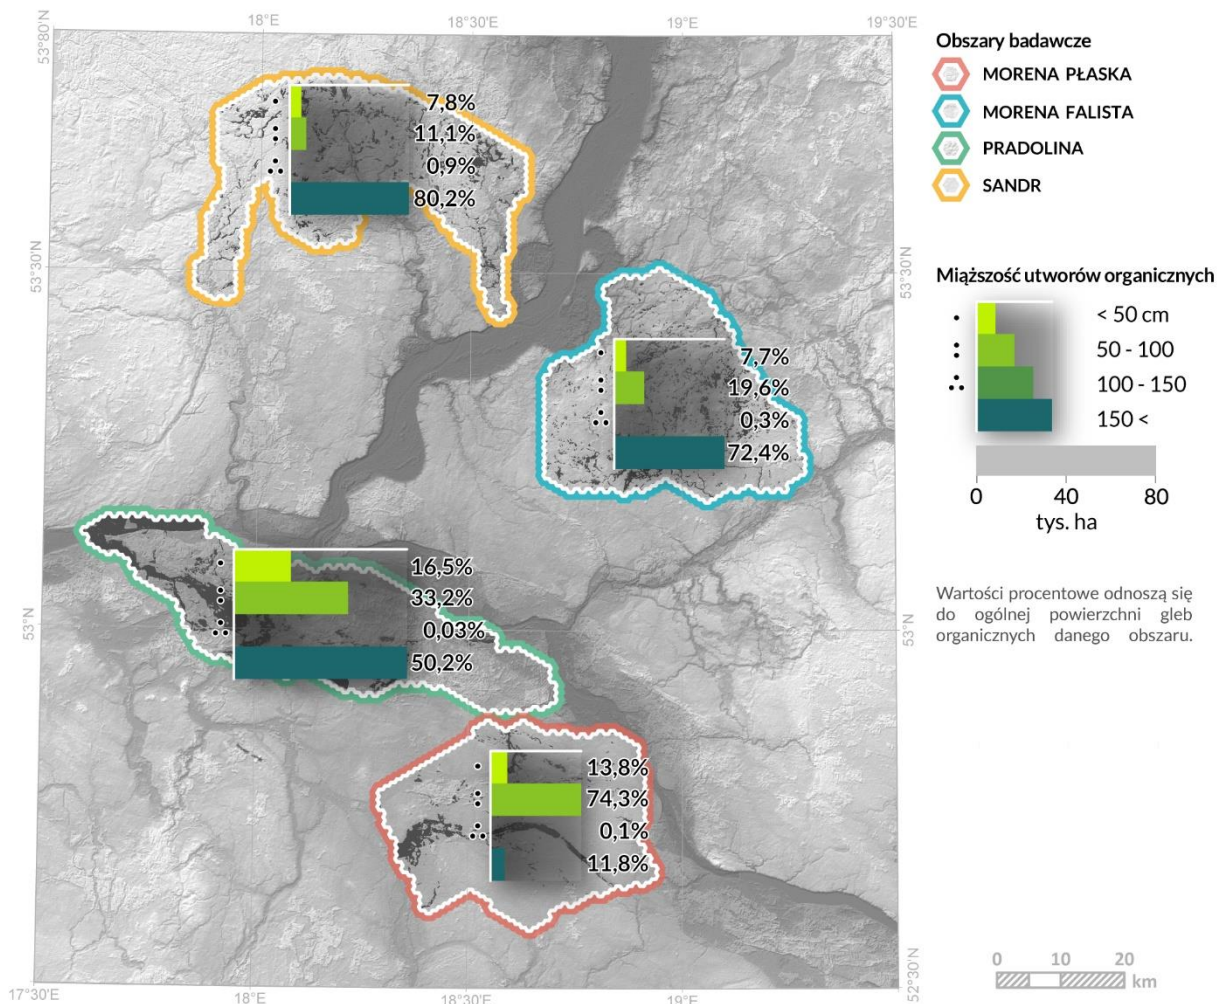 18°E
18°30'E
19°E
19°30'E
53°80'N
53°30'N
53°N
17°30'E
18°E
18°30'E
19°E
53°30'N
53°N
52°30'N
7,8%
11,1%
0,9%
80,2%
7,7%
19,6%
0,3%
72,4%
16,5%
33,2%
0,03%
50,2%
13,8%
74,3%
0,1%
11,8%
Obszary badawcze
MORENA PŁASKA
MORENA FALISTA
PRADOLINA
SANDR
Miąższość utworów organicznych
< 50 cm
50 - 100
100 - 150
150 <
0 40 80
tys. ha
Wartości procentowe odnoszą się
do ogólnej powierzchni gleb
organicznych danego obszaru.
0 10 20
km